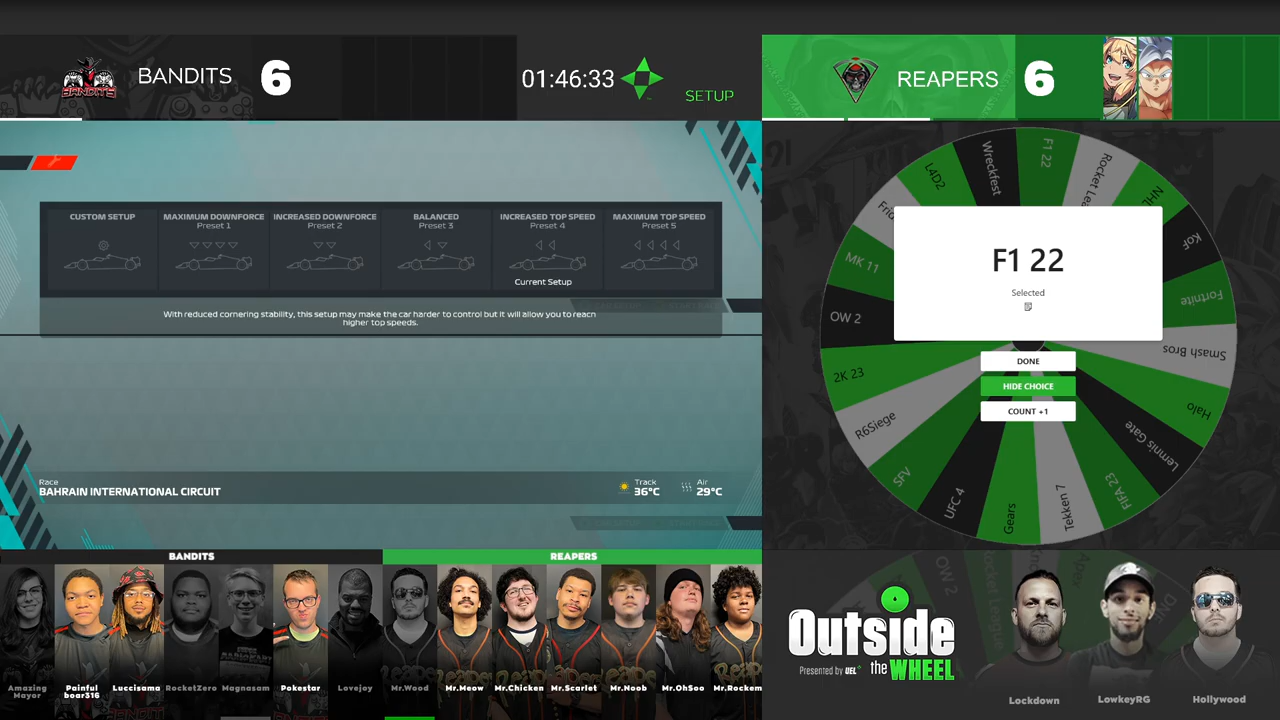 BANDITS 6
01:46:33
SETUP
REAPERS 6
CUSTOM SETUP
MAXIMUM DOWNFORCE
Preset 1
INCREASED DOWNFORCE
Preset 2
BALANCED
Preset 3
INCREASED TOP SPEED
Preset 4
MAXIMUM TOP SPEED
Preset 5
Current Setup
With reduced cornering stability, this setup may make the car harder to control but it will allow you to reach
higher top speeds.
Race
BAHRAIN INTERNATIONAL CIRCUIT
Track
36°C
Air
29°C
F1 22
Selected
DONE
HIDE CHOICE
COUNT +1
F1 22
Wreckfest
L4D2
MK 11
OW 2
2K 23
R6Siege
SFV
UFC 4
Gears
Tekken 7
FIFA 23
Lemnis Gate
Halo
Smash Bros
Fortnite
KoF
NHL
BANDITS
REAPERS
Amazing
Mayor
Painful
boar316
Luccisama
RocketZero
Magnasam
Pokestar
Lovejoy
Mr.Wood
Mr.Meow
Mr.Chicken
Mr.Scarlet
Mr.Noob
Mr.OhSoo
Mr.Rockem
Outside
the WHEEL
Presented by UEL
Lockdown
LowkeyRG
Hollywood